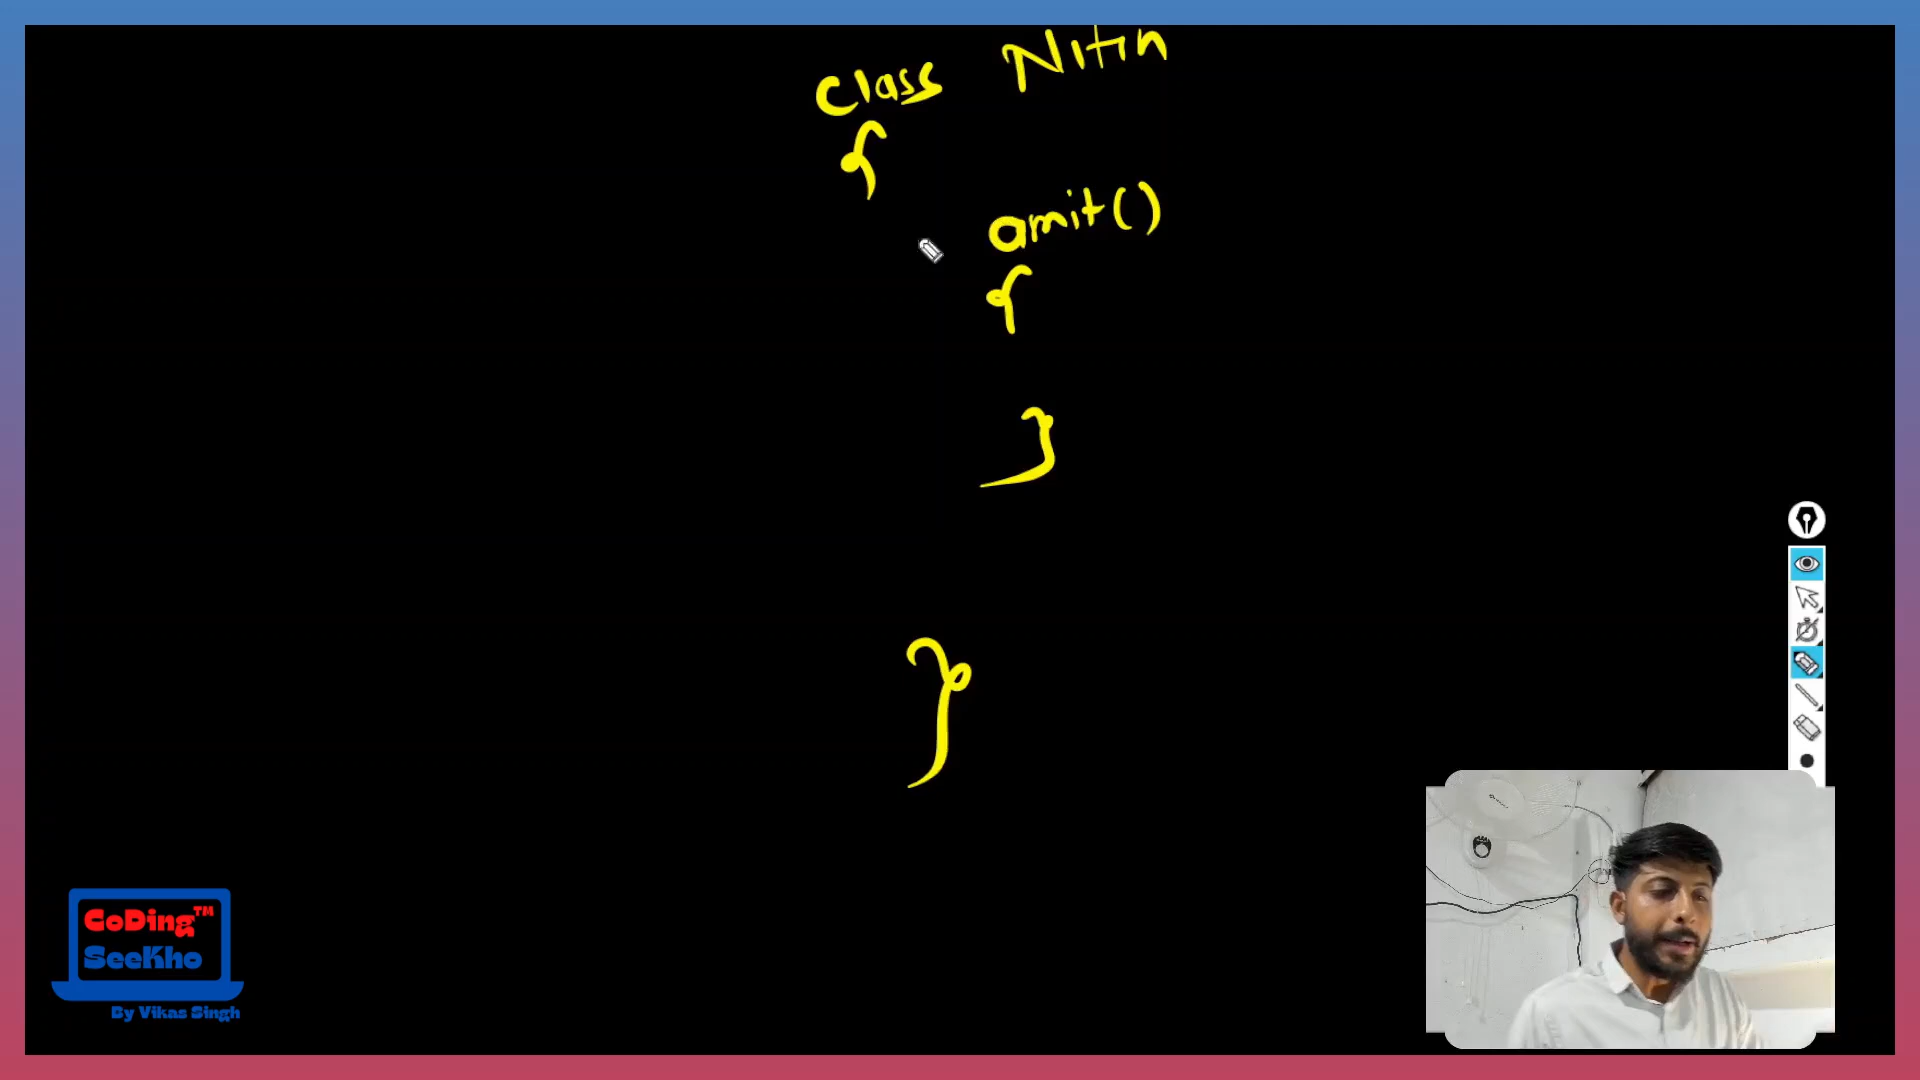 class Nitin
{
amit()
{
}
}
CoDing™
SeeKho
By Vikas Singh